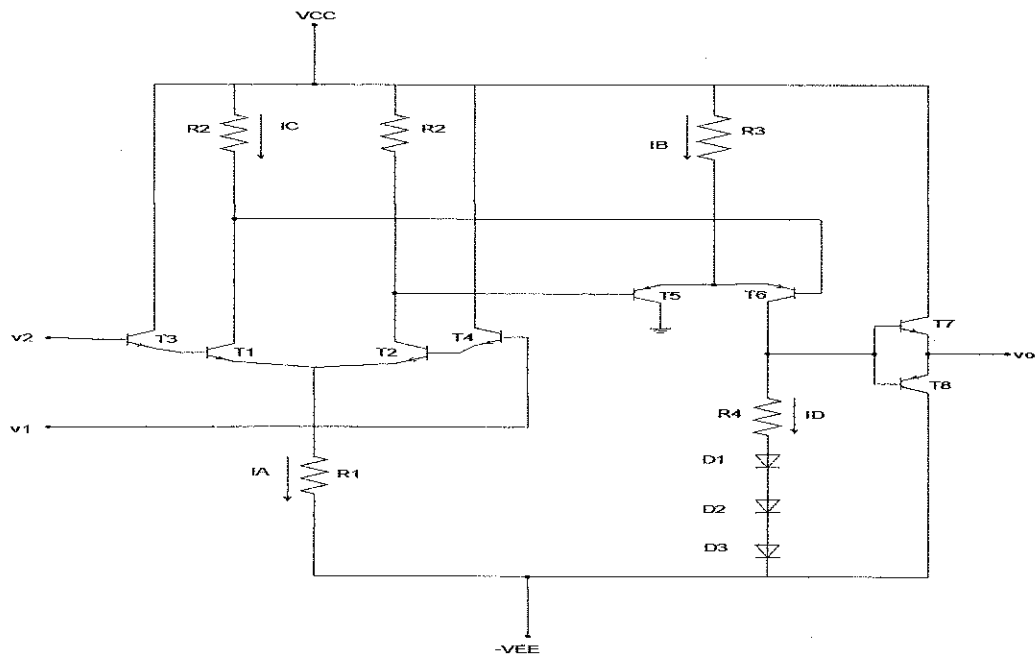 VCC
R2
IC
R2
IB
R3
T5
T6
T7
v2
T3
T1
T2
T4
vo
T8
v1
R4
ID
IA
R1
D1
D2
D3
-VEE